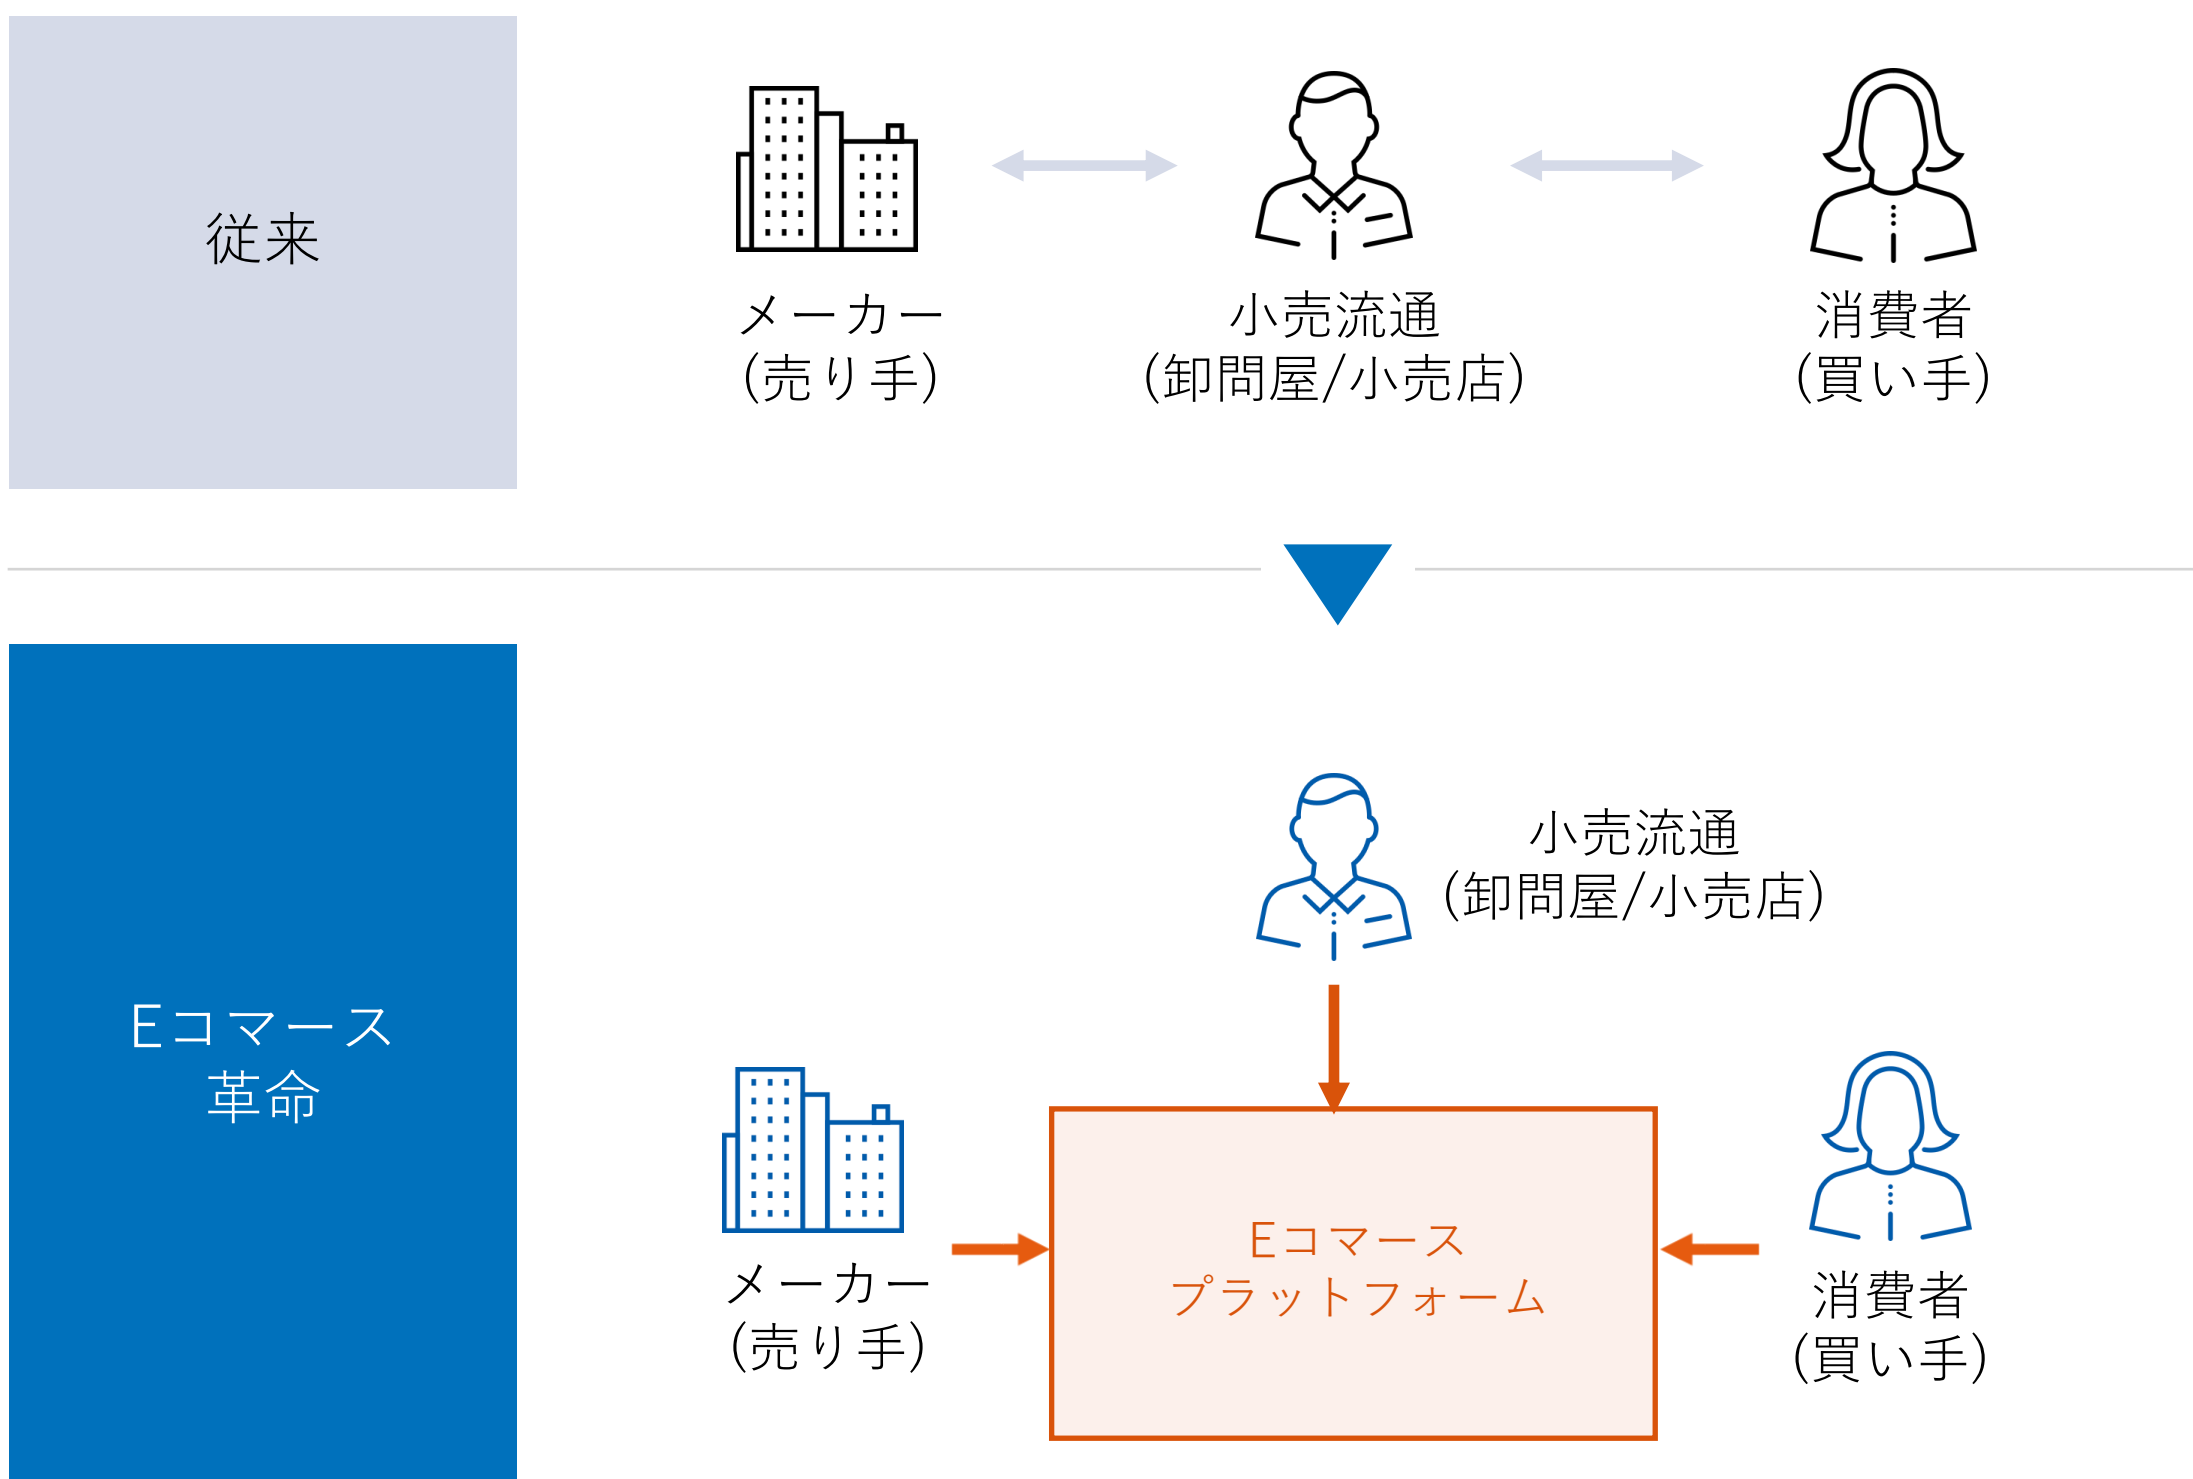 従来
メーカー
(売り手)
小売流通
(卸問屋/小売店)
消費者
(買い手)
Eコマース
革命
小売流通
(卸問屋/小売店)
メーカー
(売り手)
Eコマース
プラットフォーム
消費者
(買い手)